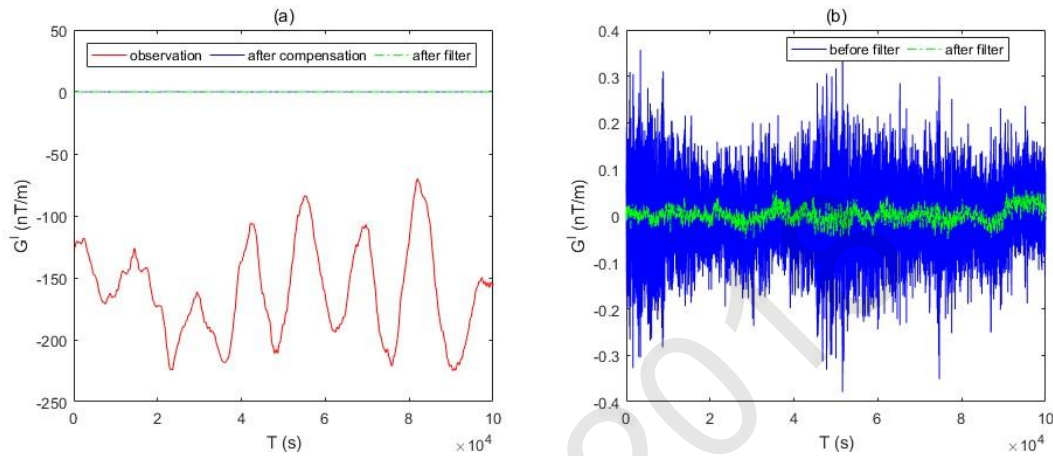 (a)
50
0
-50
-100
-150
-200
-250
G^I (nT/m)
observation
after compensation
after filter
0
2
4
6
8
10
T (s)
×10^4
(b)
0.4
0.3
0.2
0.1
0
-0.1
-0.2
-0.3
-0.4
G^I (nT/m)
before filter
after filter
0
2
4
6
8
10
T (s)
×10^4
201